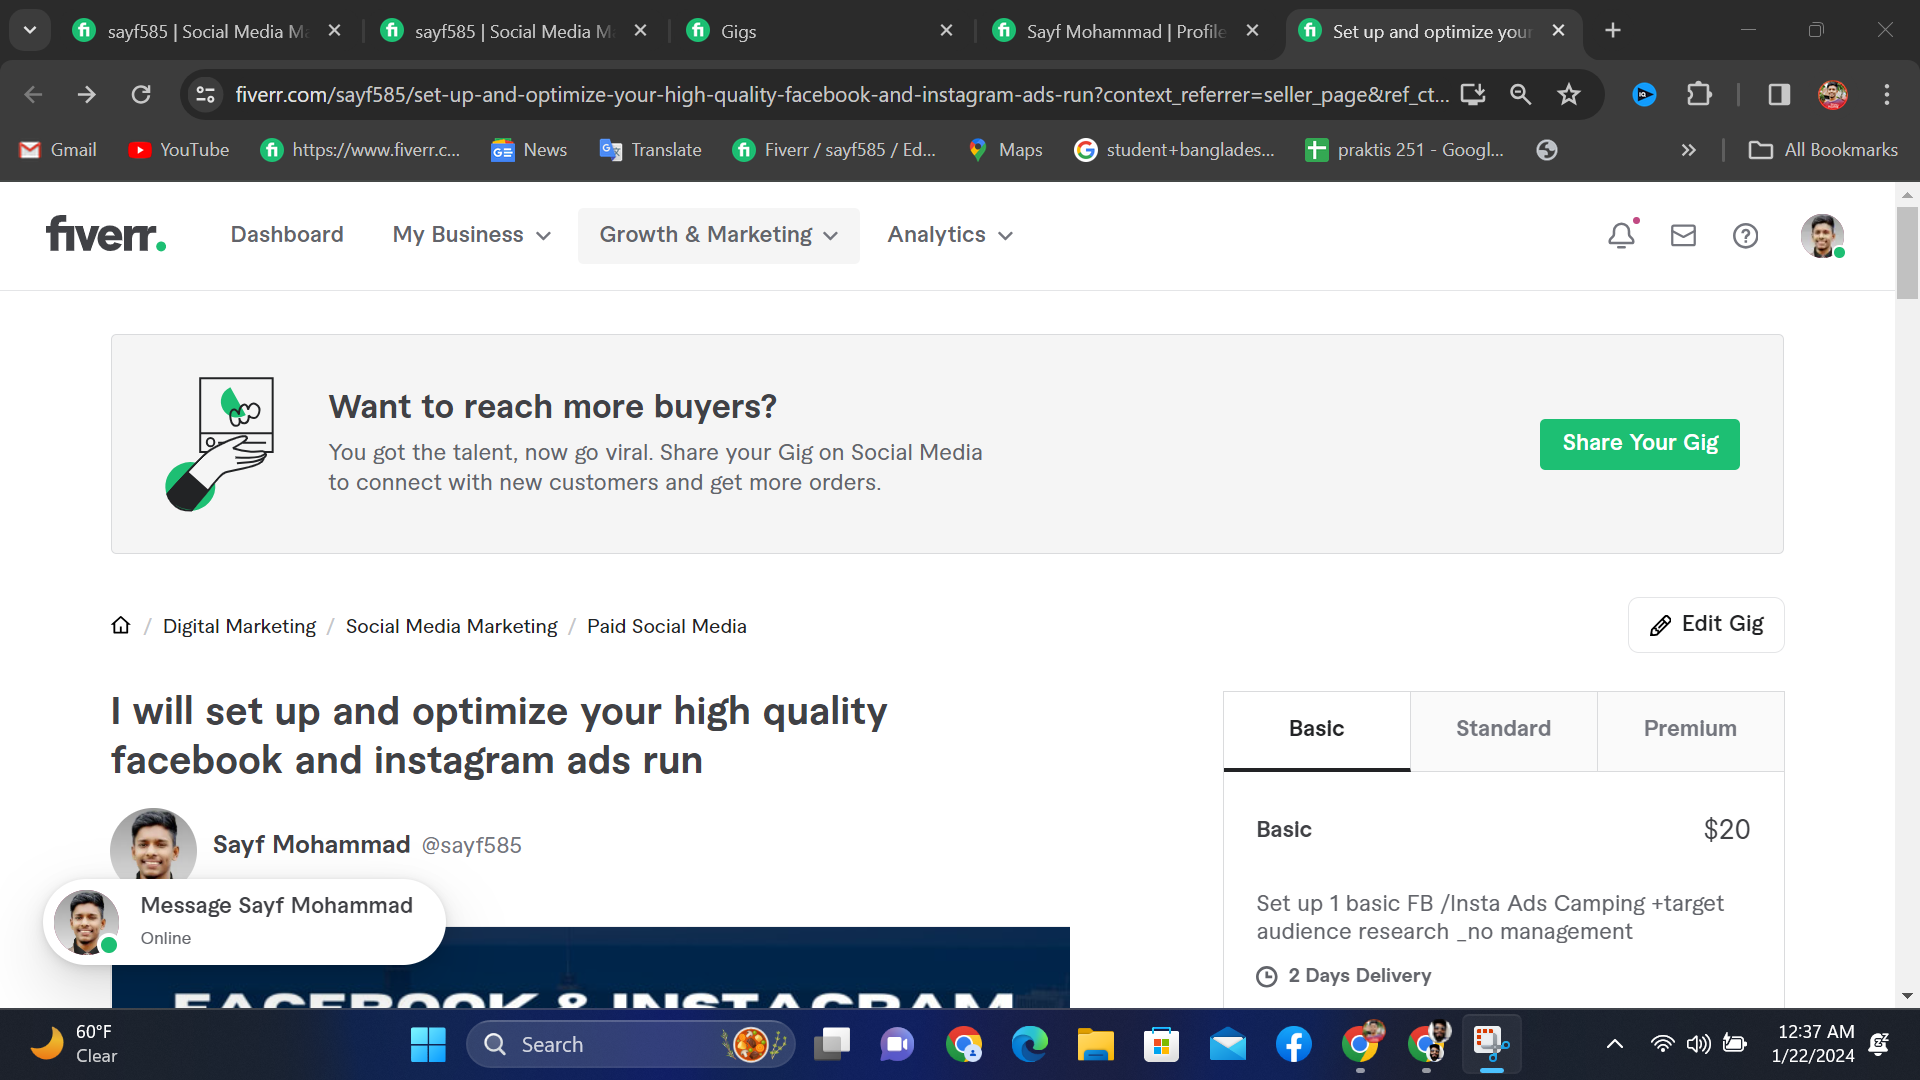 sayf585 | Social Media Ma
sayf585 | Social Media Ma
Gigs
Sayf Mohammad | Profile
Set up and optimize your
fiverr.com/sayf585/set-up-and-optimize-your-high-quality-facebook-and-instagram-ads-run?context_referrer=seller_page&ref_ct...
Gmail
YouTube
https://www.fiverr.c...
News
Translate
Fiverr / sayf585 / Ed...
Maps
student+banglades...
praktis 251 - Googl...
»
All Bookmarks
fiverr.
Dashboard
My Business
Growth & Marketing
Analytics
Want to reach more buyers?
You got the talent, now go viral. Share your Gig on Social Media
to connect with new customers and get more orders.
Share Your Gig
/ Digital Marketing / Social Media Marketing / Paid Social Media
Edit Gig
I will set up and optimize your high quality
facebook and instagram ads run
Sayf Mohammad @sayf585
Message Sayf Mohammad
Online
FACEBOOK & INSTAGRAM
Basic
Standard
Premium
Basic
$20
Set up 1 basic FB /Insta Ads Camping +target
audience research _no management
2 Days Delivery
60°F
Clear
Search
12:37 AM
1/22/2024